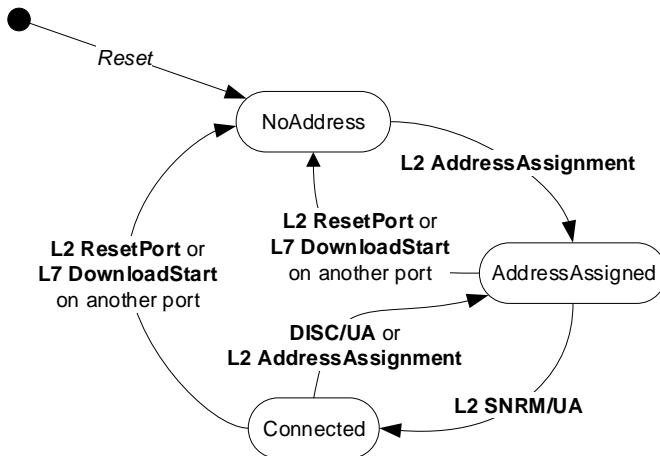 Reset
NoAddress
L2 AddressAssignment
L2 ResetPort or
L7 DownloadStart
on another port
L2 ResetPort or
L7 DownloadStart
on another port
AddressAssigned
DISC/UA or
L2 AddressAssignment
L2 SNRM/UA
Connected